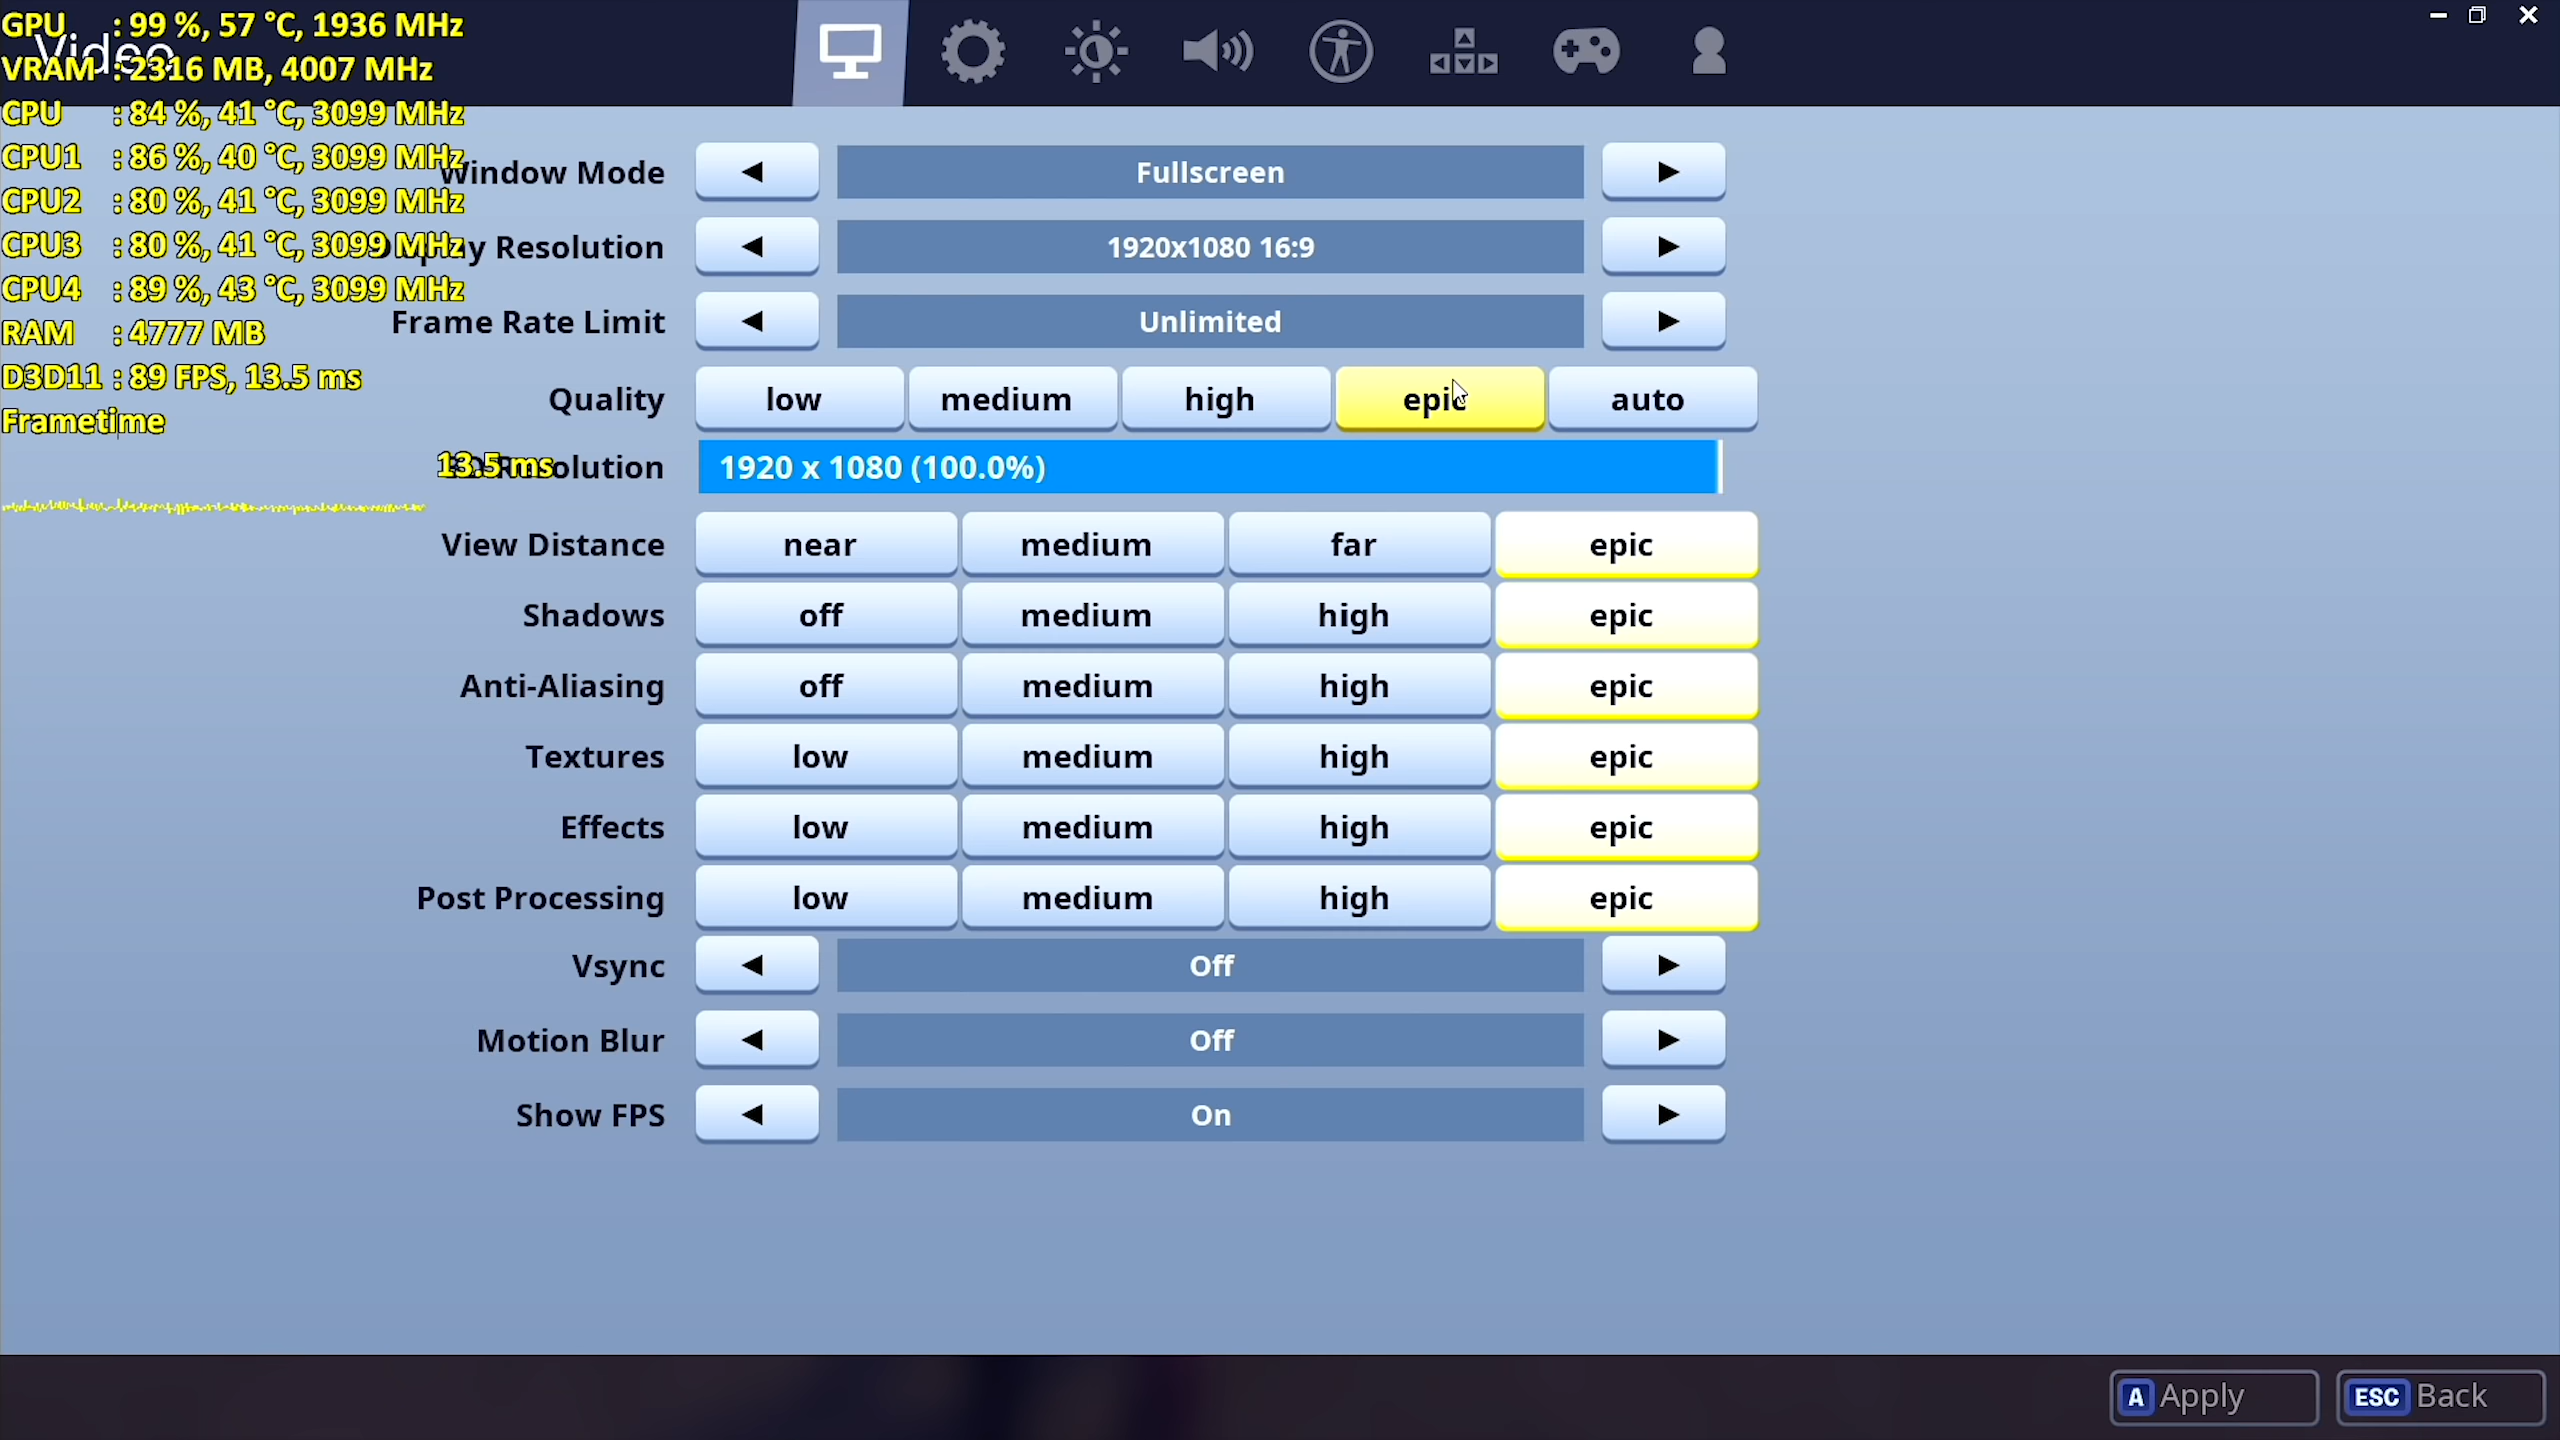 Video
GPU : 99 %, 57 °C, 1936 MHz
VRAM : 2316 MB, 4007 MHz
CPU : 84 %, 41 °C, 3099 MHz
CPU1 : 86 %, 40 °C, 3099 MHz
CPU2 : 80 %, 41 °C, 3099 MHz
CPU3 : 80 %, 41 °C, 3099 MHz
CPU4 : 89 %, 43 °C, 3099 MHz
RAM : 4777 MB
D3D11 : 89 FPS, 13.5 ms
Frametime
13.5 ms
Window Mode Fullscreen
Display Resolution 1920x1080 16:9
Frame Rate Limit Unlimited
Quality low medium high epic auto
3D Resolution 1920 x 1080 (100.0%)
View Distance near medium far epic
Shadows off medium high epic
Anti-Aliasing off medium high epic
Textures low medium high epic
Effects low medium high epic
Post Processing low medium high epic
Vsync Off
Motion Blur Off
Show FPS On
A Apply ESC Back